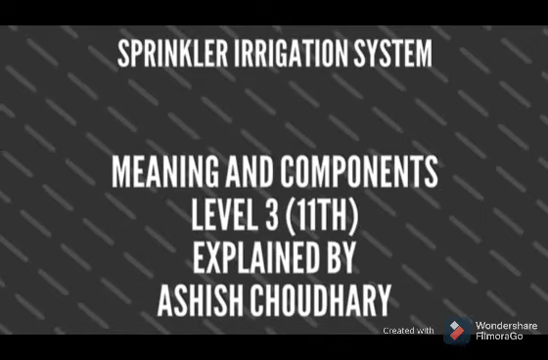 SPRINKLER IRRIGATION SYSTEM
MEANING AND COMPONENTS
LEVEL 3 (11TH)
EXPLAINED BY
ASHISH CHOUDHARY
Created with
Wondershare
FilmoraGo